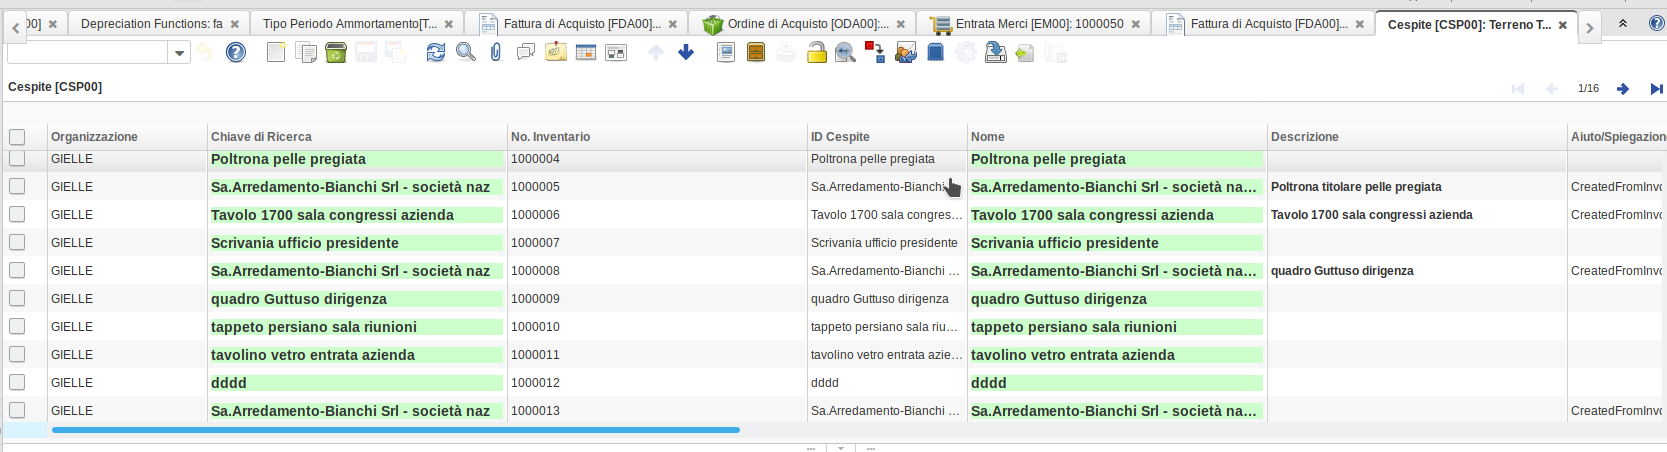 00]
Depreciation Functions: fa
Tipo Periodo Ammortamento[T...
Fattura di Acquisto [FDA00]...
Ordine di Acquisto [ODA00]:...
Entrata Merci [EM00]: 1000050
Fattura di Acquisto [FDA00]...
Cespite [CSP00]: Terreno T...
Cespite [CSP00]
1/16
Organizzazione Chiave di Ricerca No. Inventario ID Cespite Nome Descrizione Aiuto/Spiegazione
GIELLE Poltrona pelle pregiata 1000004 Poltrona pelle pregiata Poltrona pelle pregiata
GIELLE Sa.Arredamento-Bianchi Srl - società naz 1000005 Sa.Arredamento-Bianchi Sa.Arredamento-Bianchi Srl - società na... Poltrona titolare pelle pregiata CreatedFromInvo
GIELLE Tavolo 1700 sala congressi azienda 1000006 Tavolo 1700 sala congres... Tavolo 1700 sala congressi azienda Tavolo 1700 sala congressi azienda CreatedFromInvo
GIELLE Scrivania ufficio presidente 1000007 Scrivania ufficio presidente Scrivania ufficio presidente
GIELLE Sa.Arredamento-Bianchi Srl - società naz 1000008 Sa.Arredamento-Bianchi ... Sa.Arredamento-Bianchi Srl - società na... quadro Guttuso dirigenza CreatedFromInvo
GIELLE quadro Guttuso dirigenza 1000009 quadro Guttuso dirigenza quadro Guttuso dirigenza
GIELLE tappeto persiano sala riunioni 1000010 tappeto persiano sala riu... tappeto persiano sala riunioni
GIELLE tavolino vetro entrata azienda 1000011 tavolino vetro entrata azie... tavolino vetro entrata azienda
GIELLE dddd 1000012 dddd dddd
GIELLE Sa.Arredamento-Bianchi Srl - società naz 1000013 Sa.Arredamento-Bianchi ... Sa.Arredamento-Bianchi Srl - società na... CreatedFromInvo